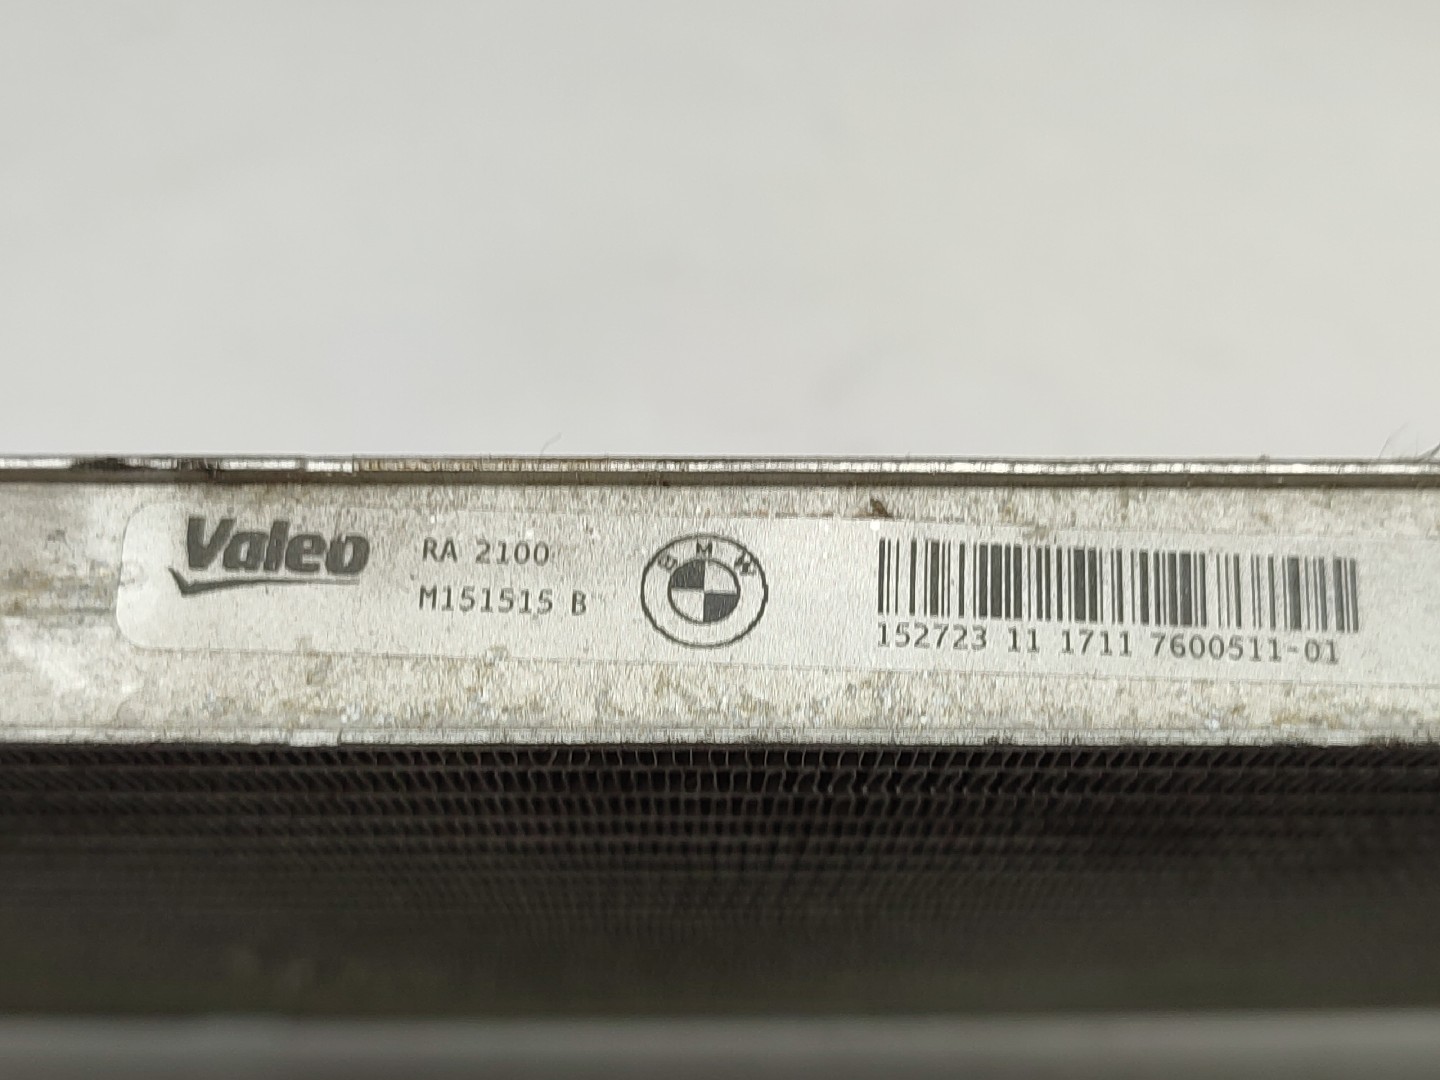 Valeo
RA 2100
M151515 B
BMW
152723 11 1711 7600511-01